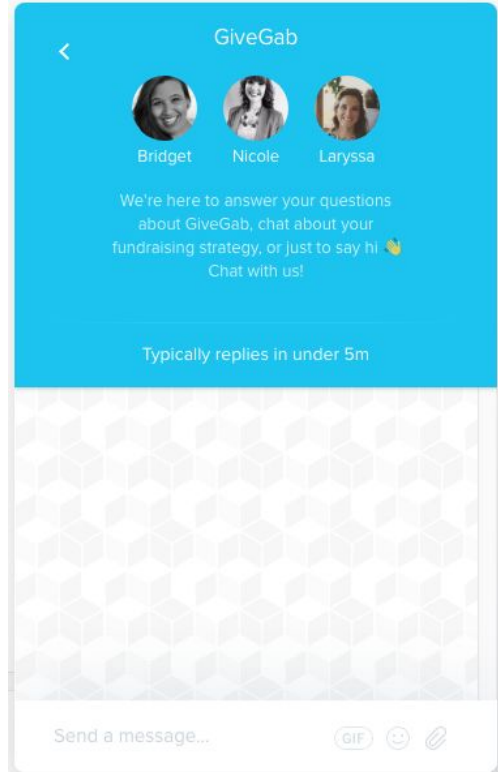 GiveGab
Bridget Nicole Laryssa
We're here to answer your questions
about GiveGab, chat about your
fundraising strategy, or just to say hi 👋
Chat with us!
Typically replies in under 5m
Send a message...
GIF